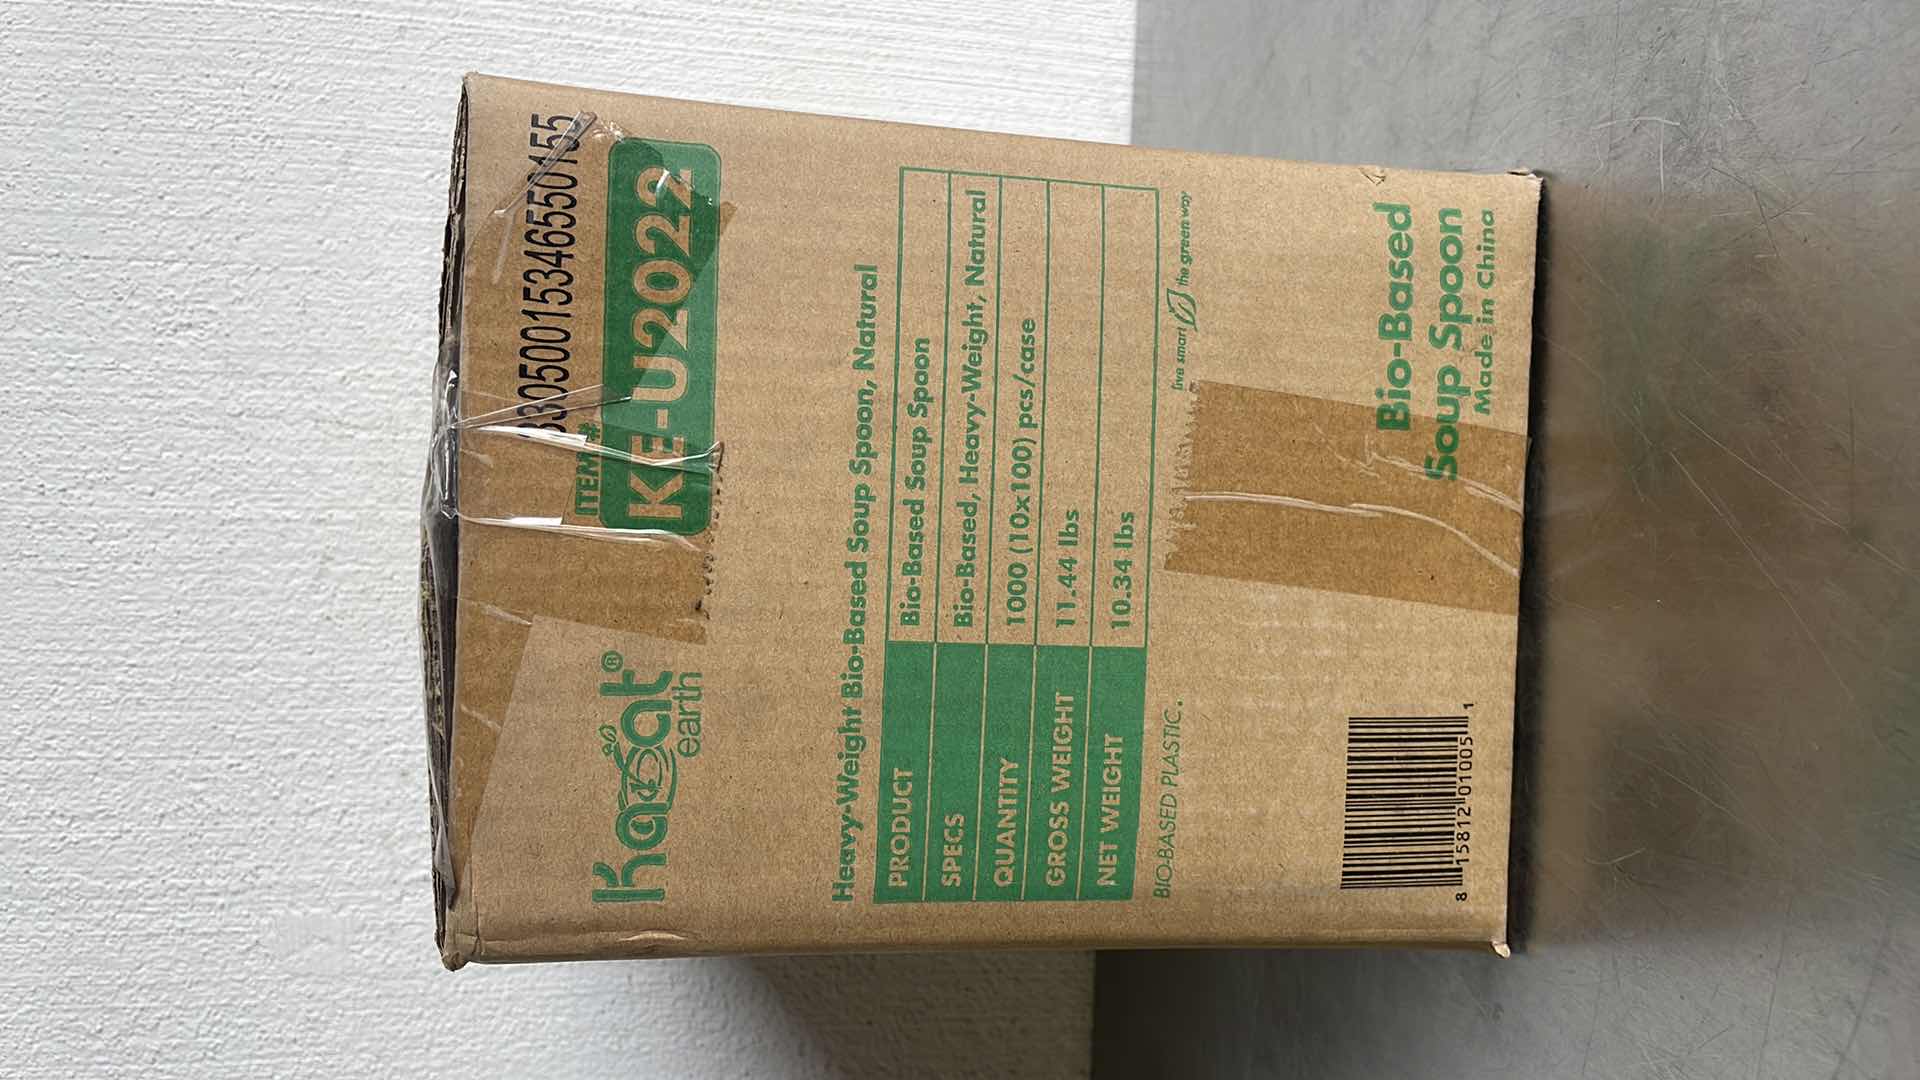 33050015346550155
Karat® earth
ITEM#
KE-U2022
Heavy-Weight Bio-Based Soup Spoon, Natural
PRODUCT Bio-Based Soup Spoon
SPECS Bio-Based, Heavy-Weight, Natural
QUANTITY 1000 (10x100) pcs/case
GROSS WEIGHT 11.44 lbs
NET WEIGHT 10.34 lbs
BIO-BASED PLASTIC.
live smart the green way
8 15812 01005 1
Bio-Based
Soup Spoon
Made in China